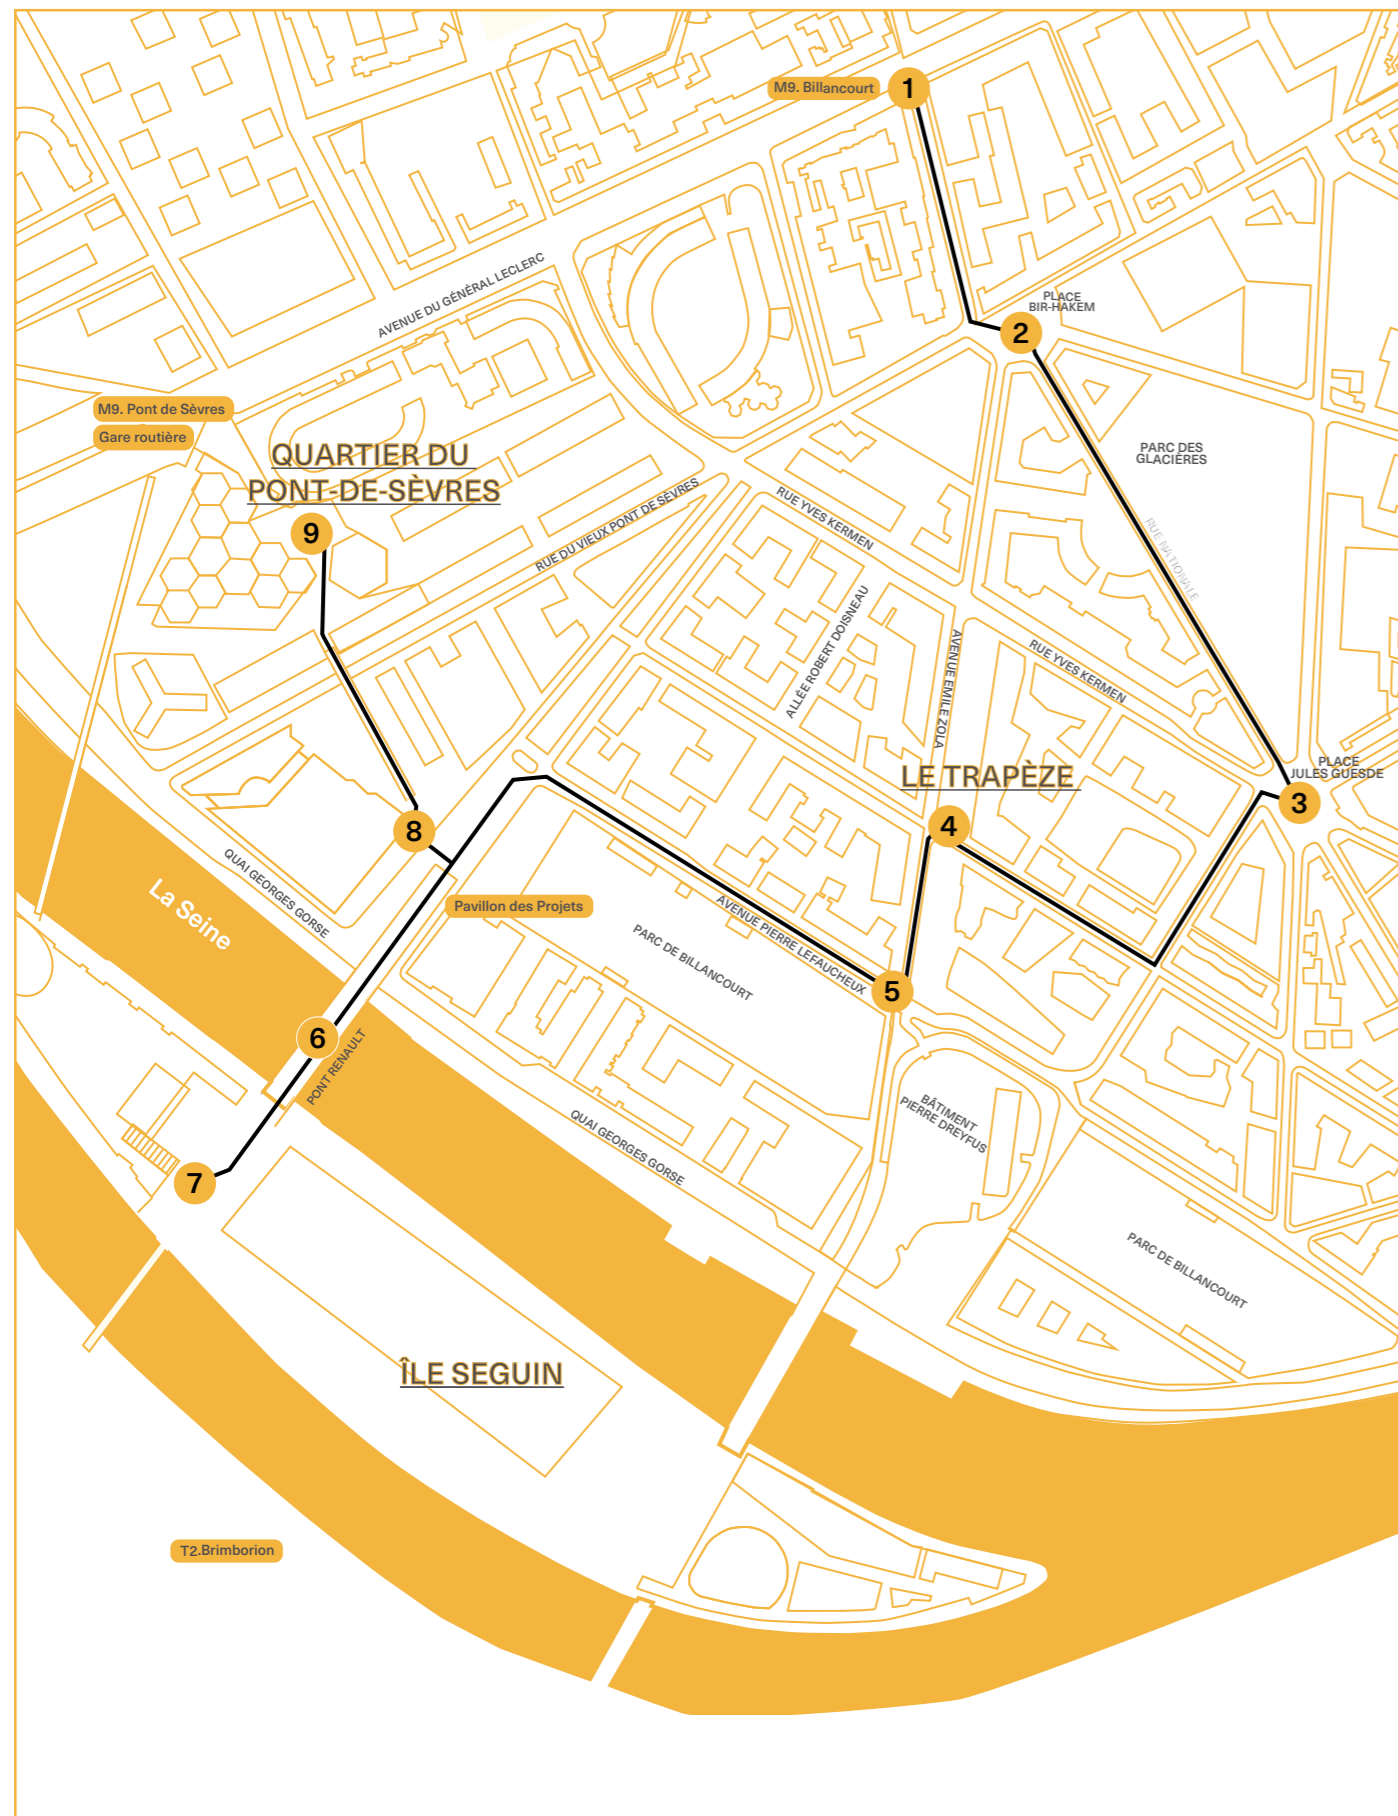 M9. Billancourt
1
AVENUE DU GÉNÉRAL LECLERC
PLACE
BIR-HAKEM
2
M9. Pont de Sèvres
Gare routière
QUARTIER DU
PONT-DE-SÈVRES
9
PARC DES
GLACIÈRES
RUE YVES KERMEN
RUE DU VIEUX PONT DE SÈVRES
RUE NATIONALE
ALLÉE ROBERT DOISNEAU
AVENUE EMILE ZOLA
RUE YVES KERMEN
LE TRAPÈZE
PLACE
JULES GUESDE
3
4
8
QUAI GEORGES GORSE
La Seine
Pavillon des Projets
AVENUE PIERRE LEFAUCHEUX
PARC DE BILLANCOURT
5
6
PONT RENAULT
BÂTIMENT
PIERRE DREYFUS
QUAI GEORGES GORSE
7
PARC DE BILLANCOURT
ÎLE SEGUIN
T2.Brimborion